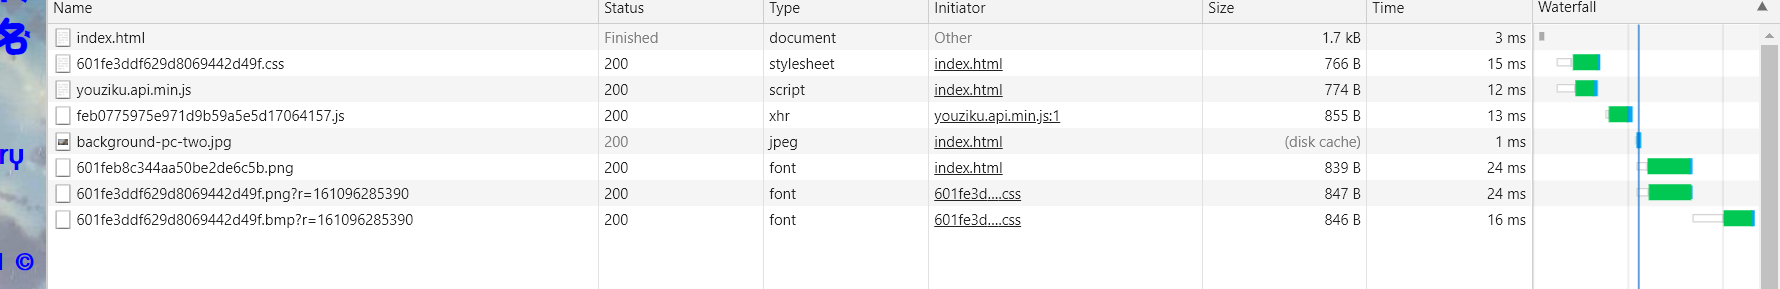 Name Status Type Initiator Size Time Waterfall
index.html Finished document Other 1.7 kB 3 ms
601fe3ddf629d8069442d49f.css 200 stylesheet index.html 766 B 15 ms
youziku.api.min.js 200 script index.html 774 B 12 ms
feb0775975e971d9b59a5e5d17064157.js 200 xhr youziku.api.min.js:1 855 B 13 ms
background-pc-two.jpg 200 jpeg index.html (disk cache) 1 ms
601feb8c344aa50be2de6c5b.png 200 font index.html 839 B 24 ms
601fe3ddf629d8069442d49f.png?r=161096285390 200 font 601fe3d....css 847 B 24 ms
601fe3ddf629d8069442d49f.bmp?r=161096285390 200 font 601fe3d....css 846 B 16 ms
名
ry
©